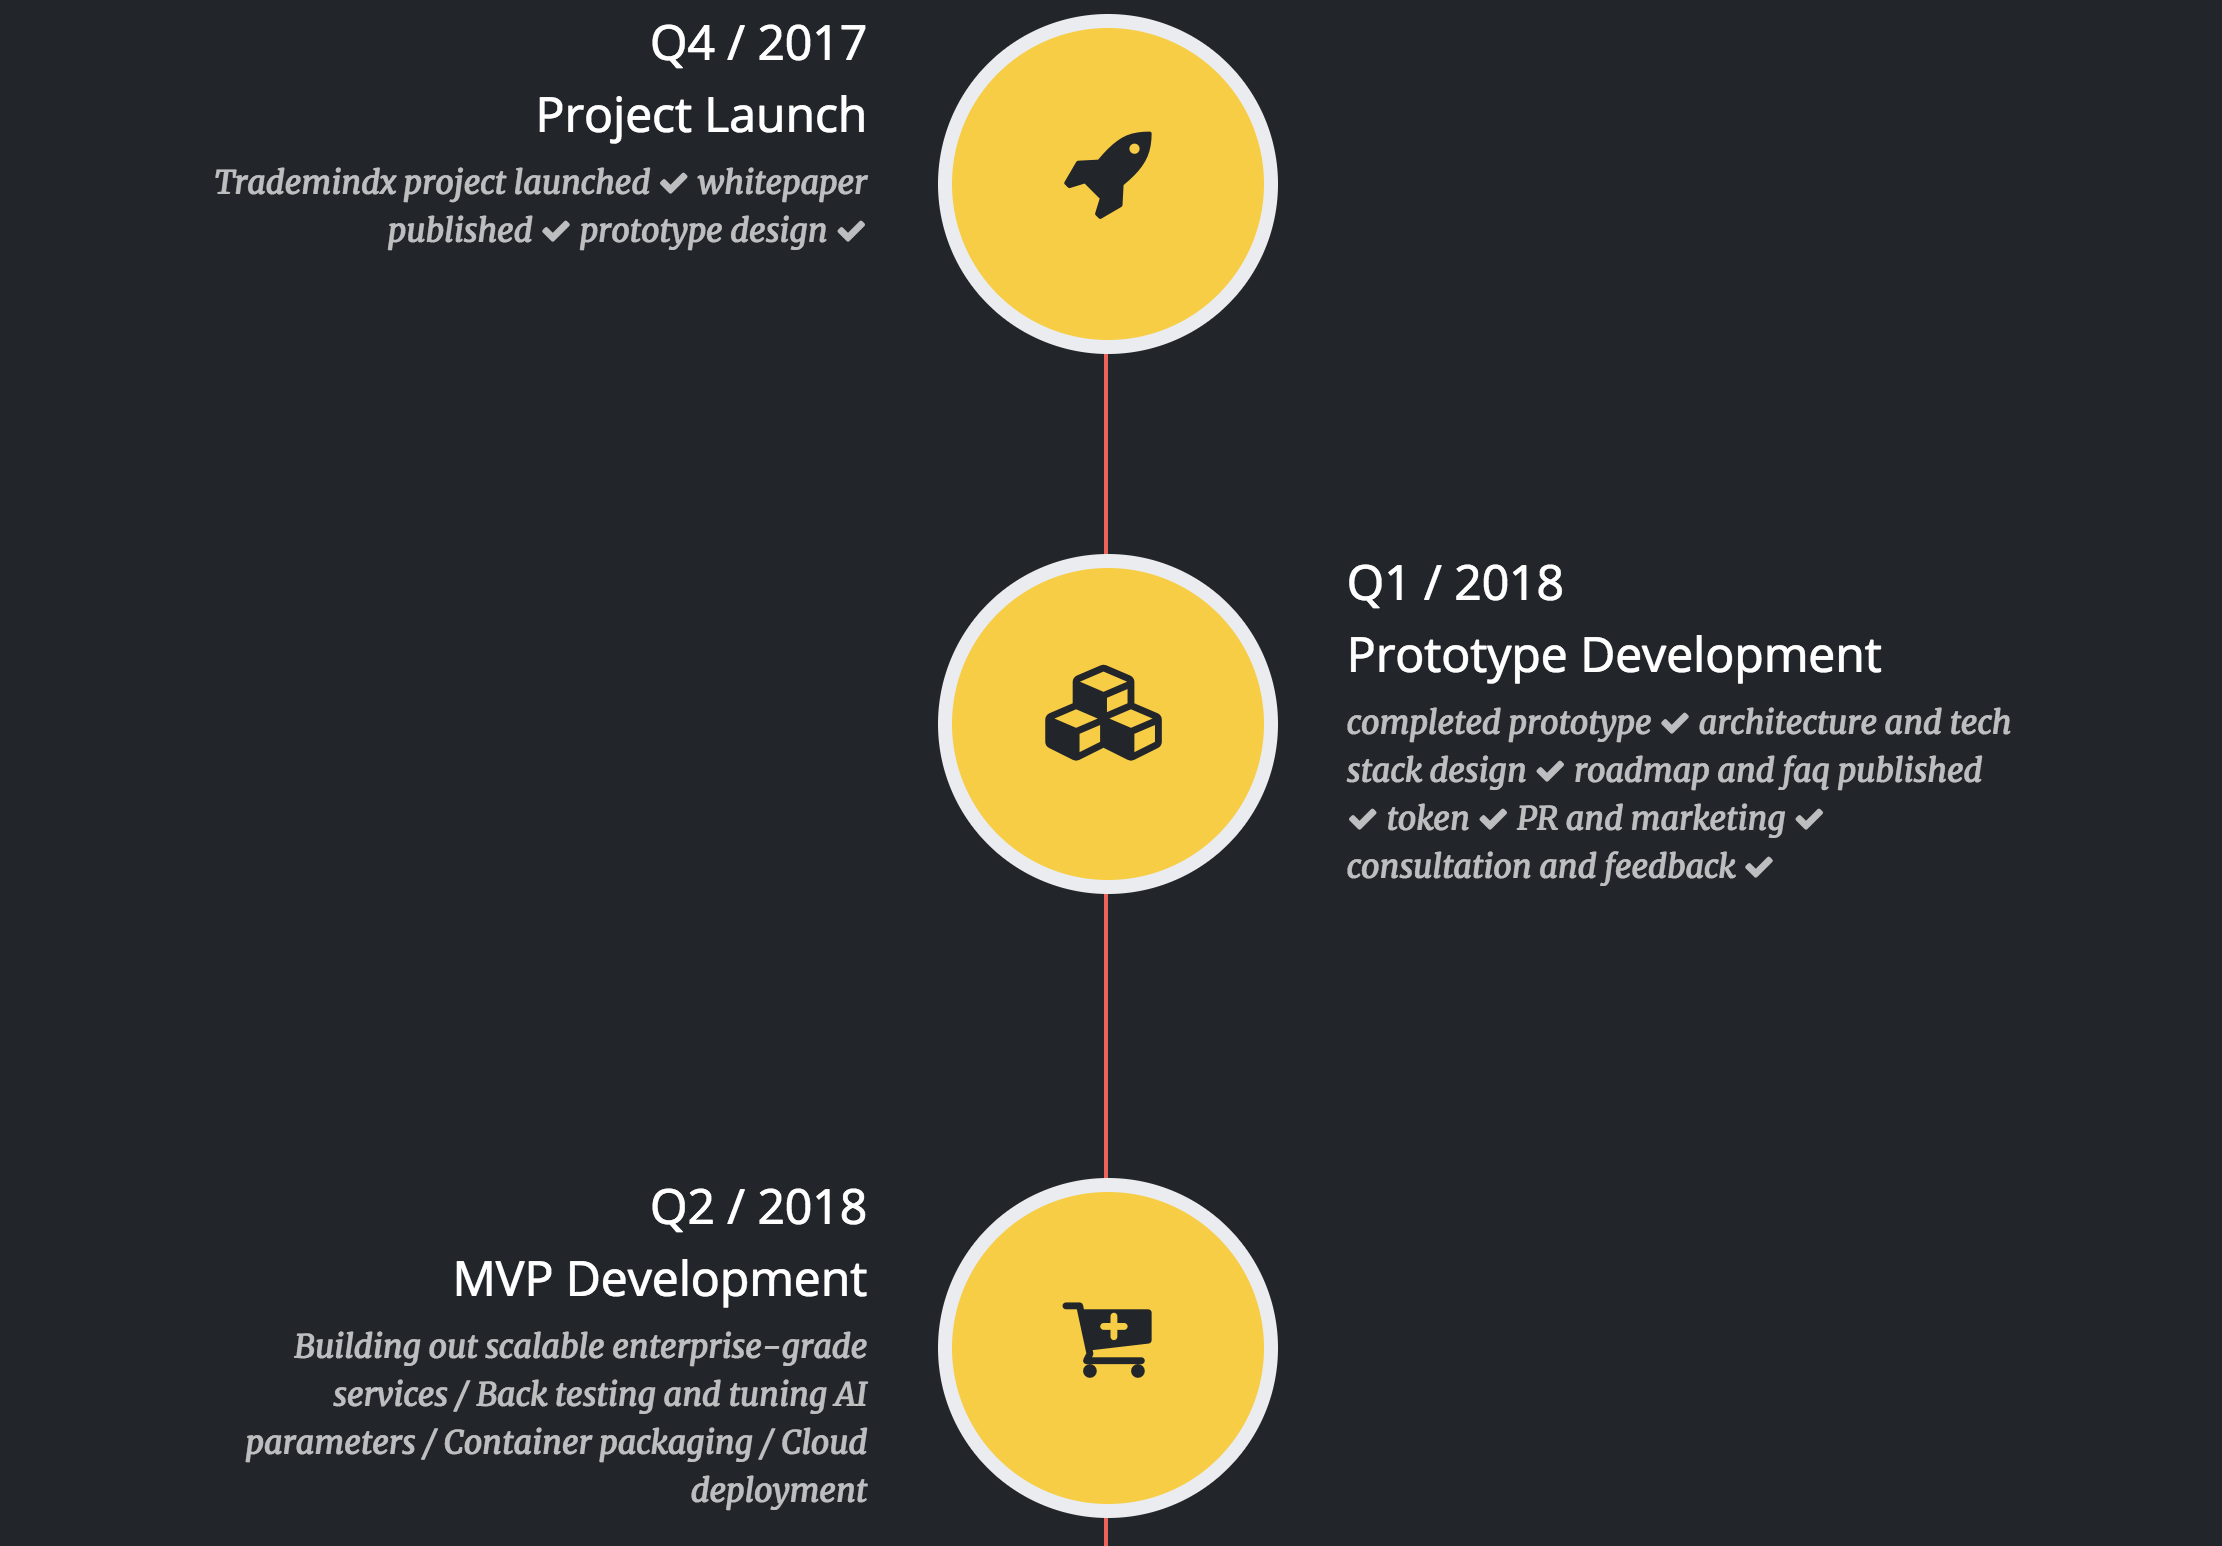 Q4 / 2017
Project Launch
Trademindx project launched ✔ whitepaper
published ✔ prototype design ✔
Q1 / 2018
Prototype Development
completed prototype ✔ architecture and tech
stack design ✔ roadmap and faq published
✔ token ✔ PR and marketing ✔
consultation and feedback ✔
Q2 / 2018
MVP Development
Building out scalable enterprise-grade
services / Back testing and tuning AI
parameters / Container packaging / Cloud
deployment